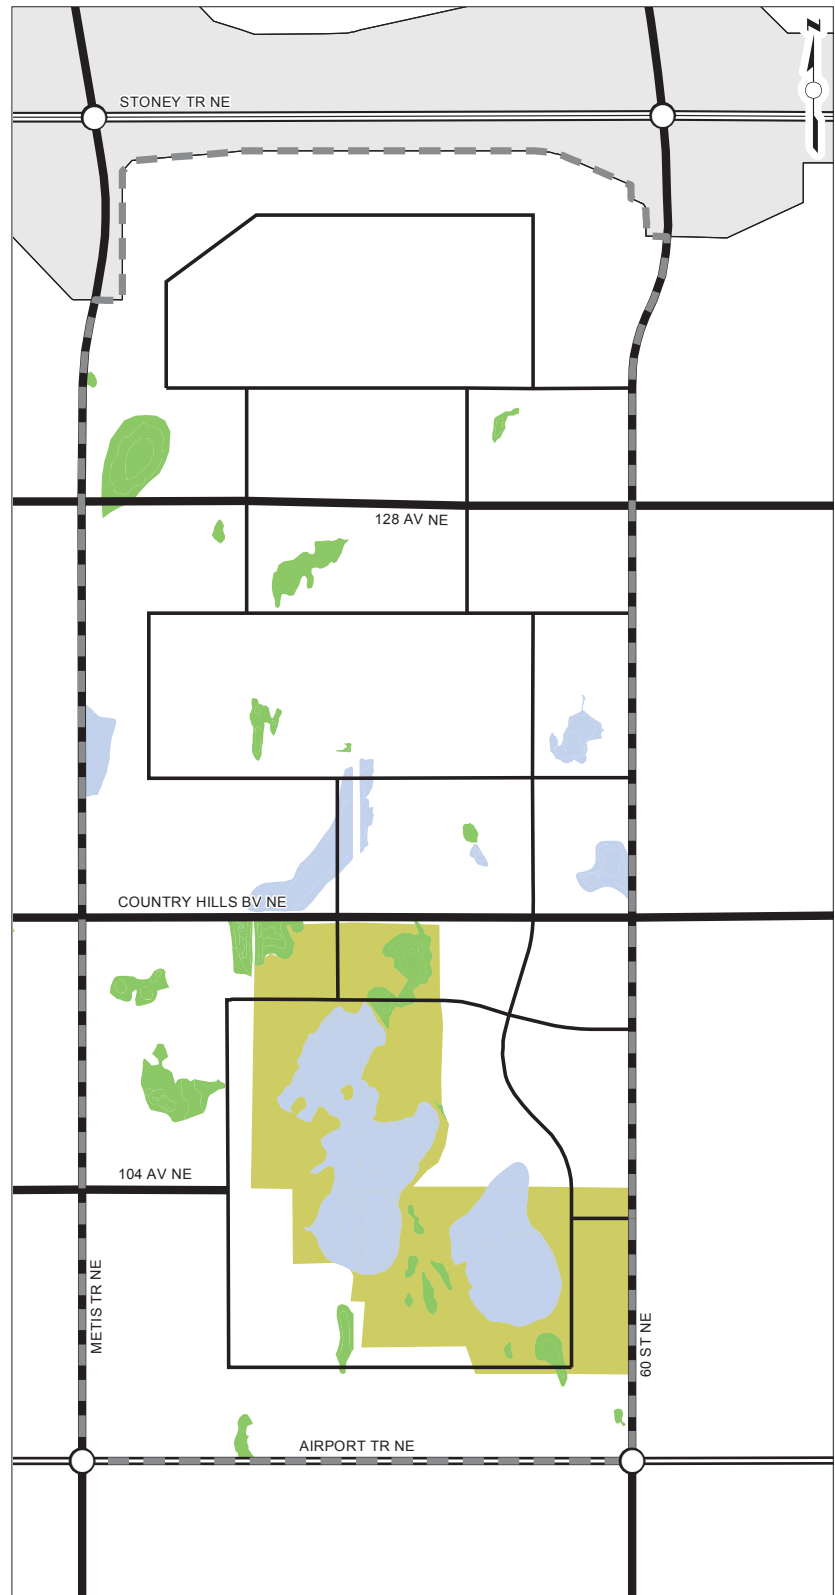 N
STONEY TR NE
128 AV NE
COUNTRY HILLS BV NE
104 AV NE
METIS TR NE
60 ST NE
AIRPORT TR NE